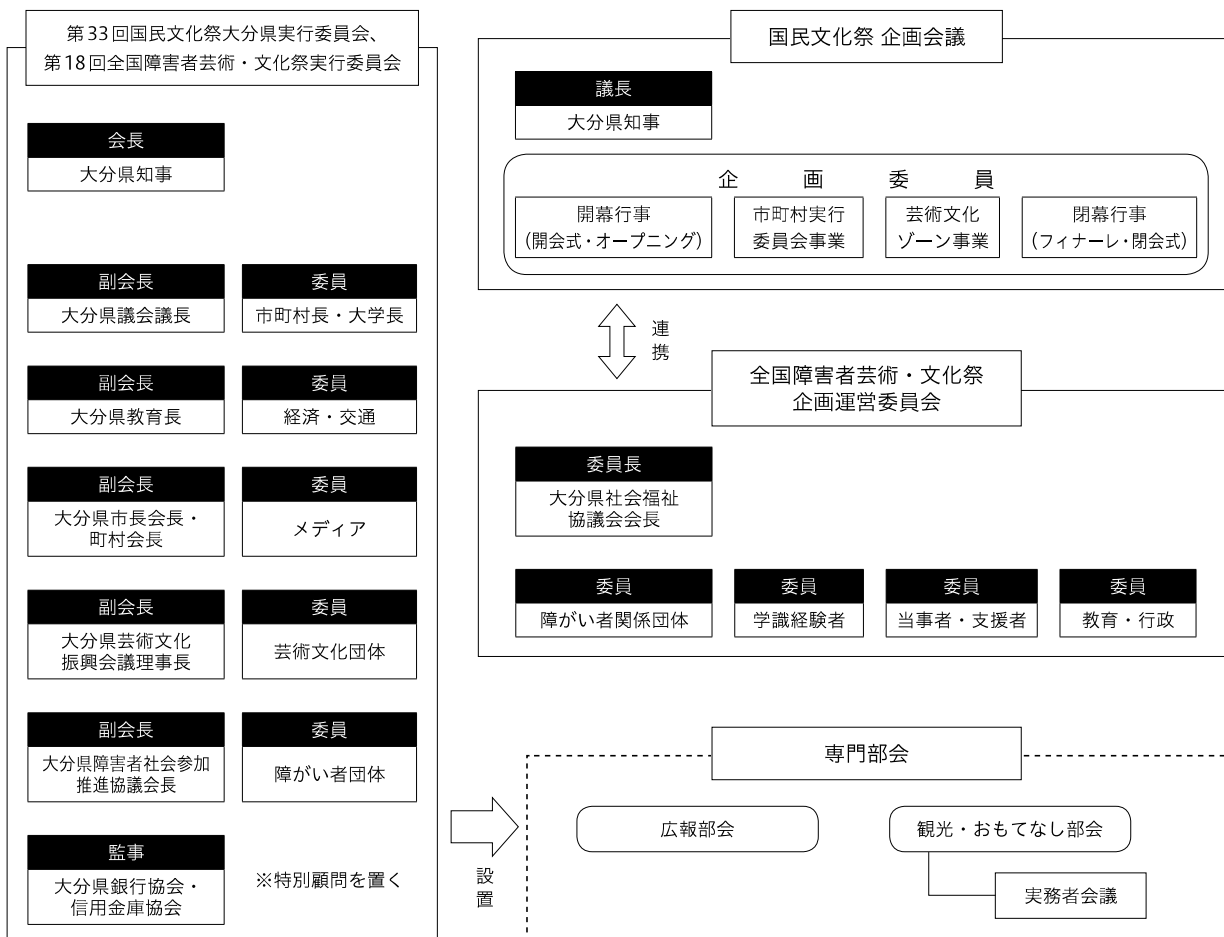 第33回国民文化祭大分県実行委員会、
第18回全国障害者芸術・文化祭実行委員会
会長
大分県知事
副会長
大分県議会議長
委員
市町村長・大学長
副会長
大分県教育長
委員
経済・交通
副会長
大分県市長会長・
町村会長
委員
メディア
副会長
大分県芸術文化
振興会議理事長
委員
芸術文化団体
副会長
大分県障害者社会参加
推進協議会長
委員
障がい者団体
監事
大分県銀行協会・
信用金庫協会
※特別顧問を置く
国民文化祭 企画会議
議長
大分県知事
企画委員
開幕行事
(開会式・オープニング)
市町村実行
委員会事業
芸術文化
ゾーン事業
閉幕行事
(フィナーレ・閉会式)
連携
全国障害者芸術・文化祭
企画運営委員会
委員長
大分県社会福祉
協議会会長
委員
障がい者関係団体
委員
学識経験者
委員
当事者・支援者
委員
教育・行政
設置
専門部会
広報部会
観光・おもてなし部会
実務者会議